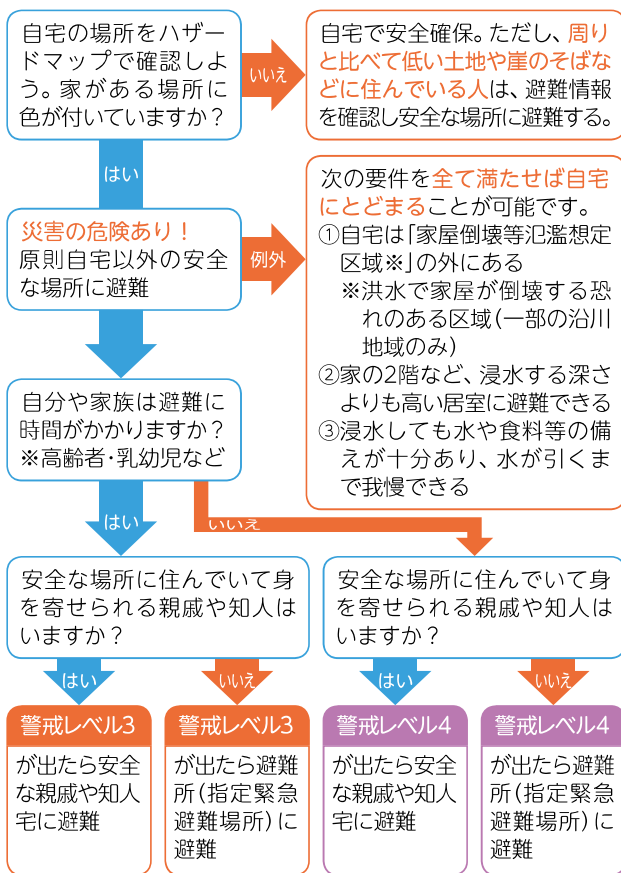 自宅の場所をハザー
ドマップで確認しよ
う。家がある場所に
色が付いていますか？
いいえ
自宅で安全確保。ただし、周り
と比べて低い土地や崖のそばな
どに住んでいる人は、避難情報
を確認し安全な場所に避難する。
はい
災害の危険あり！
原則自宅以外の安全
な場所に避難
例外
次の要件を全て満たせば自宅
にとどまることが可能です。
①自宅は「家屋倒壊等氾濫想定
区域※」の外にある
※洪水で家屋が倒壊する恐
れのある区域(一部の沿川
地域のみ)
②家の2階など、浸水する深さ
よりも高い居室に避難できる
③浸水しても水や食料等の備
えが十分あり、水が引くま
で我慢できる
自分や家族は避難に
時間がかかりますか？
※高齢者・乳幼児など
はい
いいえ
安全な場所に住んでいて身
を寄せられる親戚や知人は
いますか？
安全な場所に住んでいて身
を寄せられる親戚や知人は
いますか？
はい
いいえ
はい
いいえ
警戒レベル3
が出たら安全
な親戚や知人
宅に避難
警戒レベル3
が出たら避難
所(指定緊急
避難場所)に
避難
警戒レベル4
が出たら安全
な親戚や知人
宅に避難
警戒レベル4
が出たら避難
所(指定緊急
避難場所)に
避難